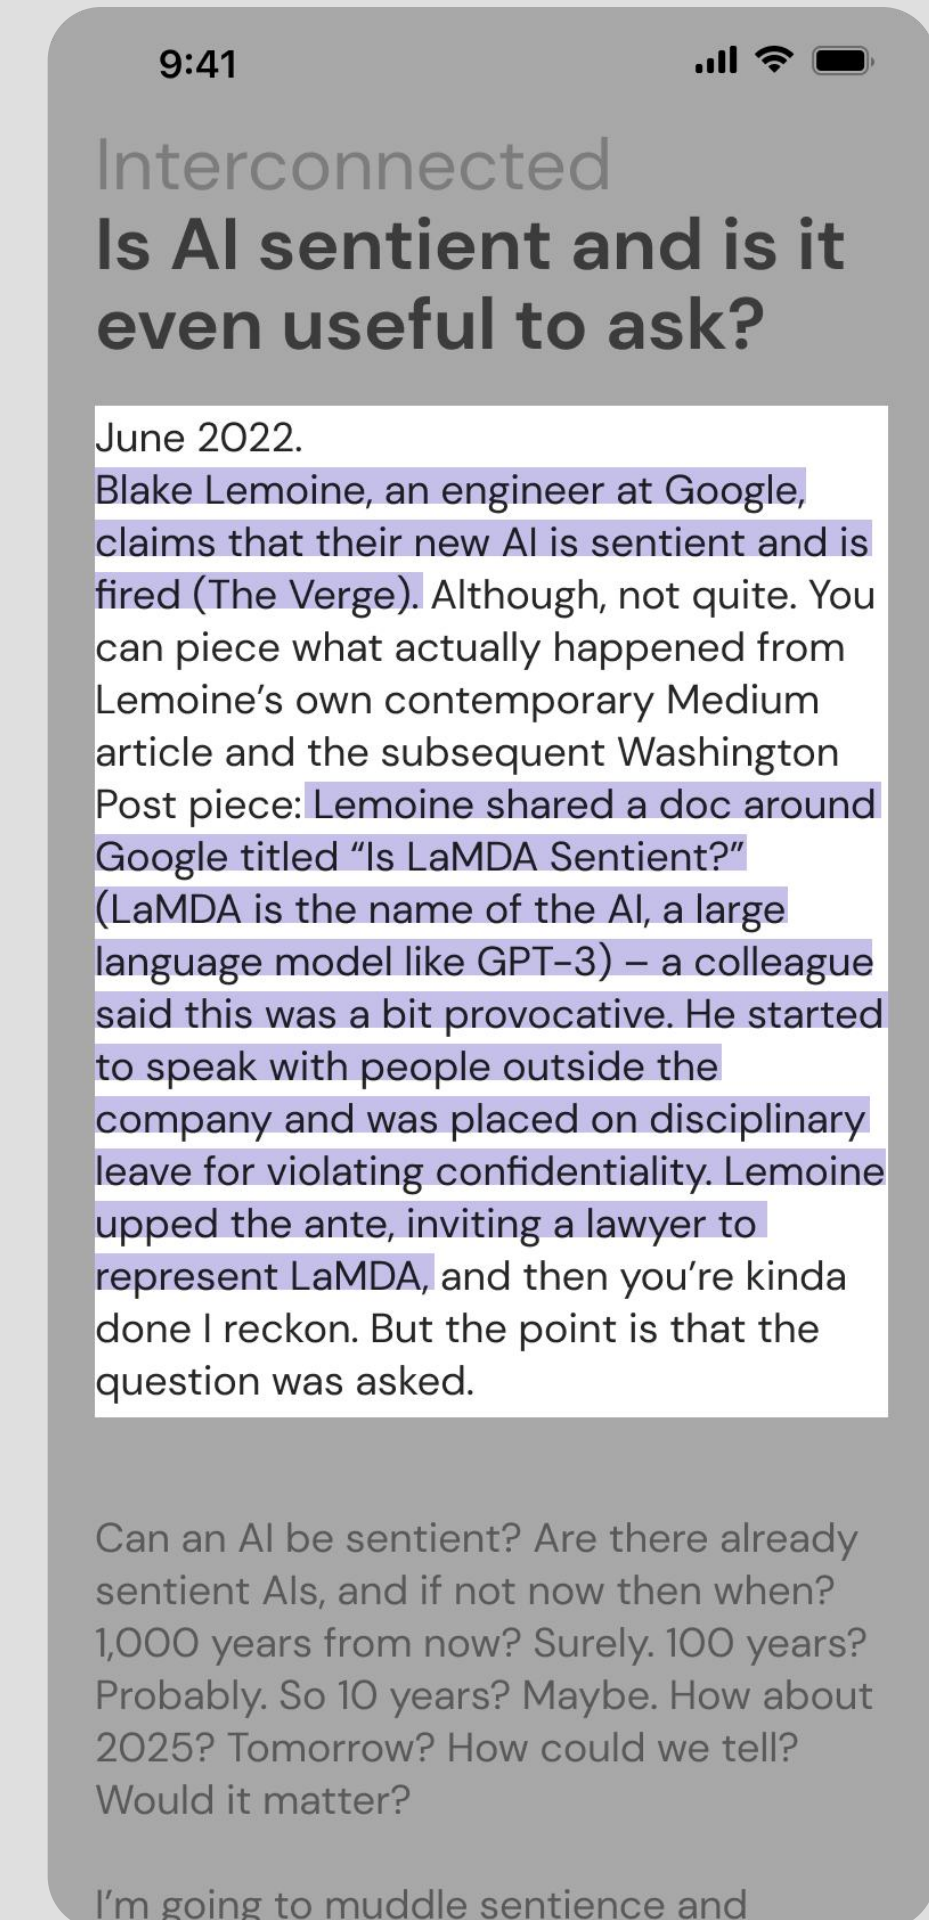 9:41
Interconnected
Is AI sentient and is it
even useful to ask?
June 2022.
Blake Lemoine, an engineer at Google,
claims that their new AI is sentient and is
fired (The Verge). Although, not quite. You
can piece what actually happened from
Lemoine’s own contemporary Medium
article and the subsequent Washington
Post piece: Lemoine shared a doc around
Google titled “Is LaMDA Sentient?”
(LaMDA is the name of the AI, a large
language model like GPT-3) – a colleague
said this was a bit provocative. He started
to speak with people outside the
company and was placed on disciplinary
leave for violating confidentiality. Lemoine
upped the ante, inviting a lawyer to
represent LaMDA, and then you’re kinda
done I reckon. But the point is that the
question was asked.
Can an AI be sentient? Are there already
sentient AIs, and if not now then when?
1,000 years from now? Surely. 100 years?
Probably. So 10 years? Maybe. How about
2025? Tomorrow? How could we tell?
Would it matter?
I’m going to muddle sentience and